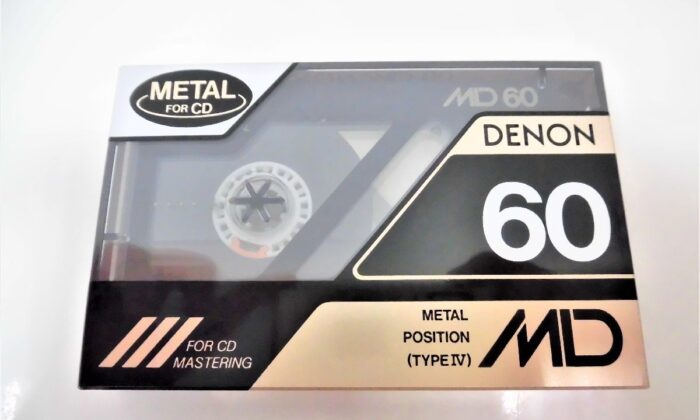 METAL
FOR CD
MD 60
DENON
60
METAL
POSITION
(TYPE IV)
MD
FOR CD
MASTERING